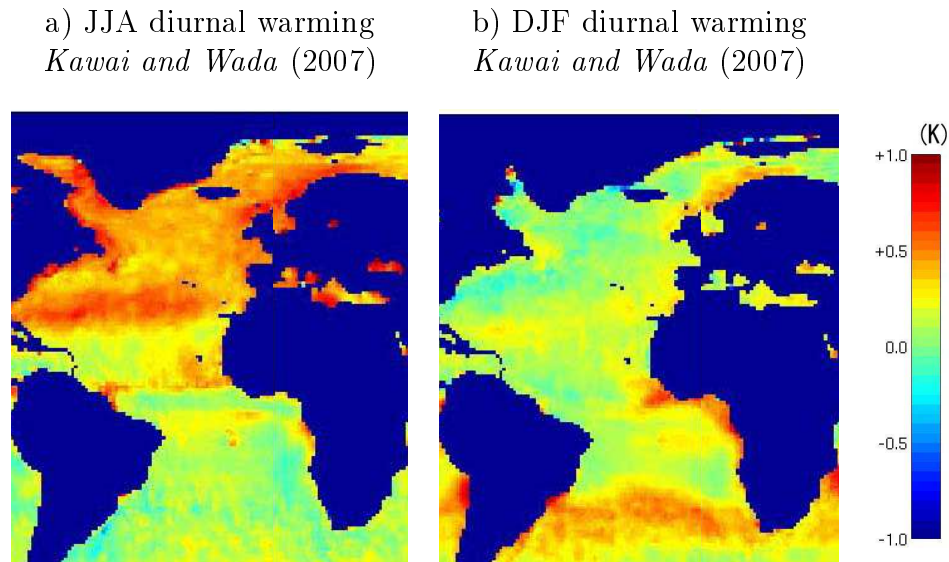 a) JJA diurnal warming
Kawai and Wada (2007)
b) DJF diurnal warming
Kawai and Wada (2007)
(K)
+1.0
+0.5
0.0
-0.5
-1.0